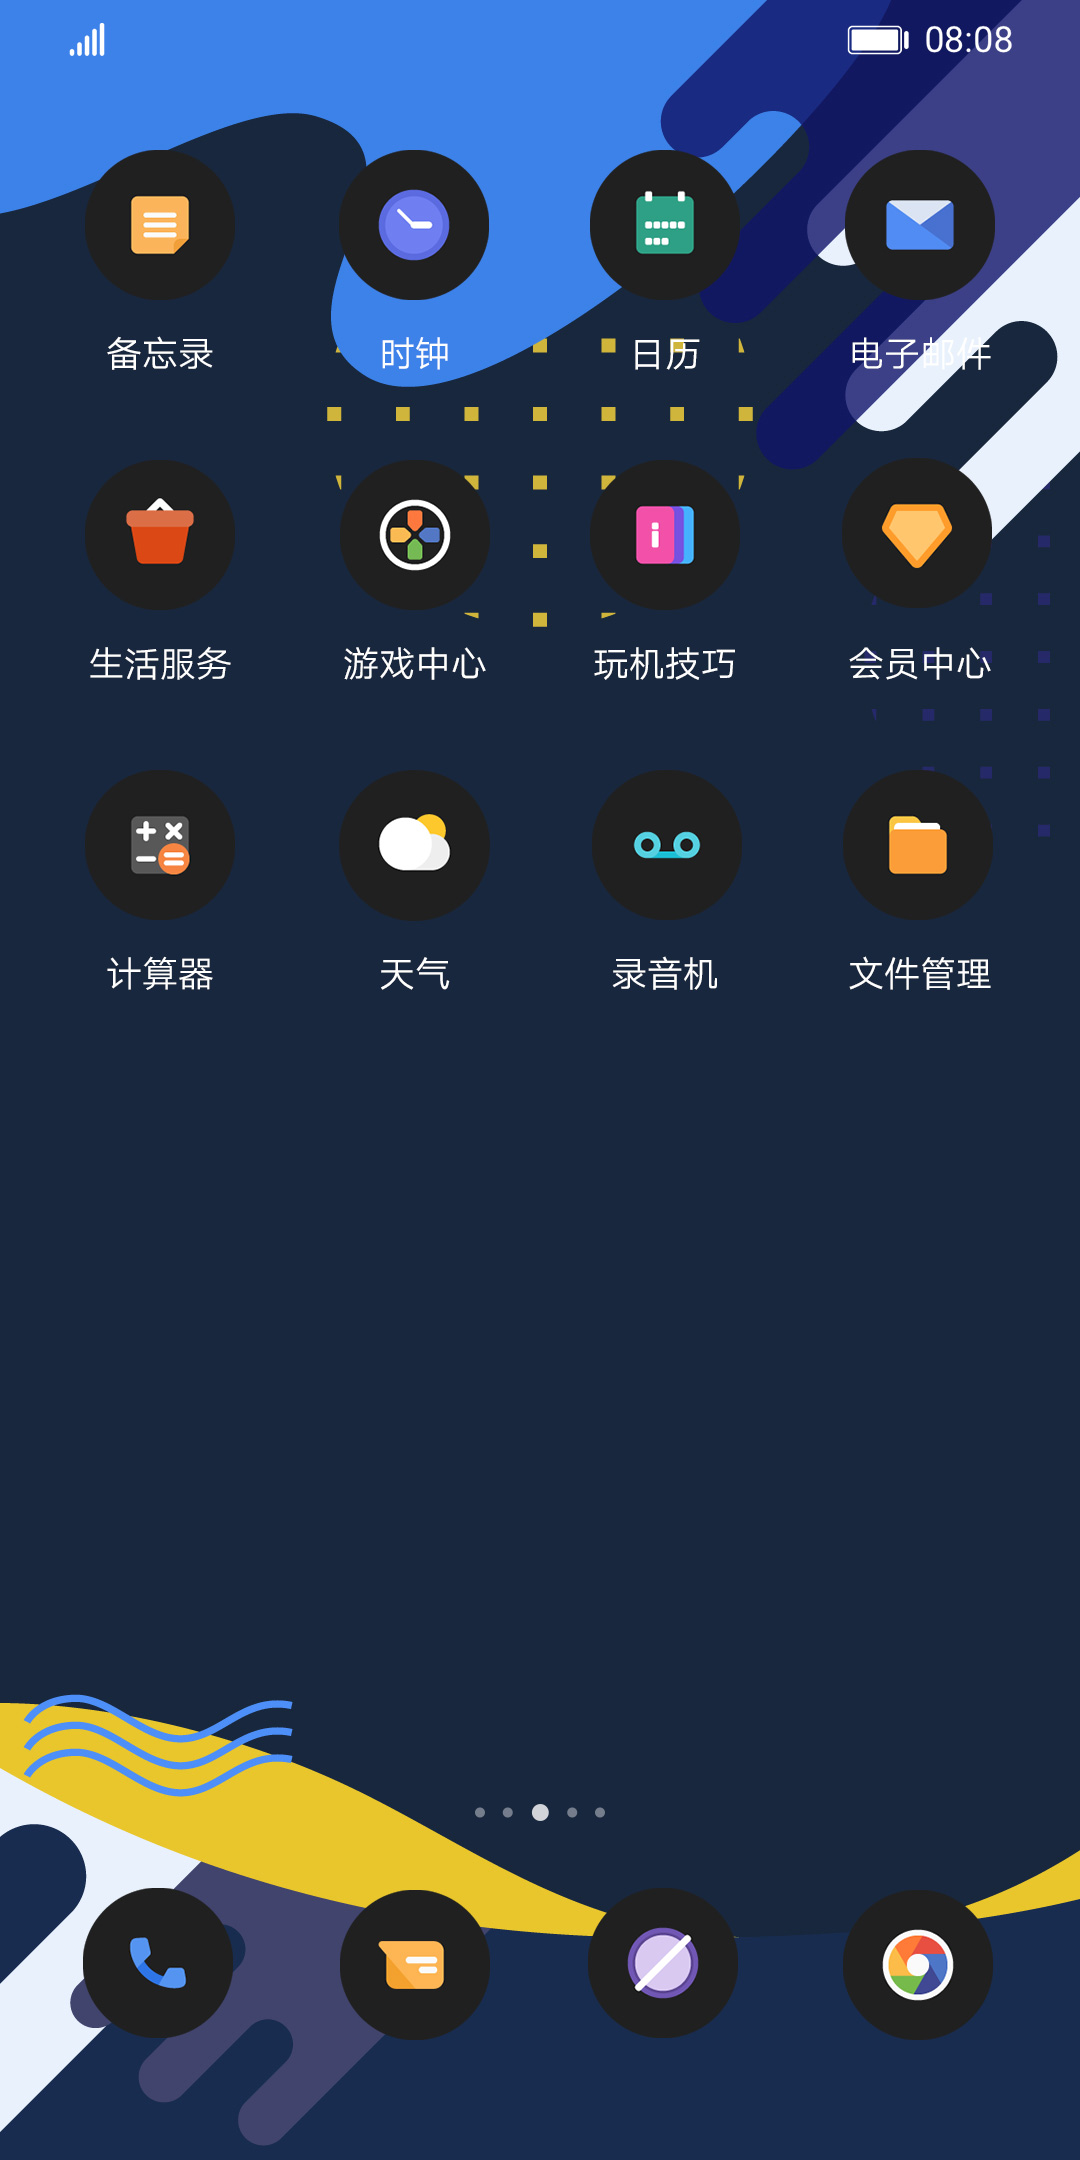 08:08
备忘录 时钟 日历 电子邮件
生活服务 游戏中心 玩机技巧 会员中心
计算器 天气 录音机 文件管理